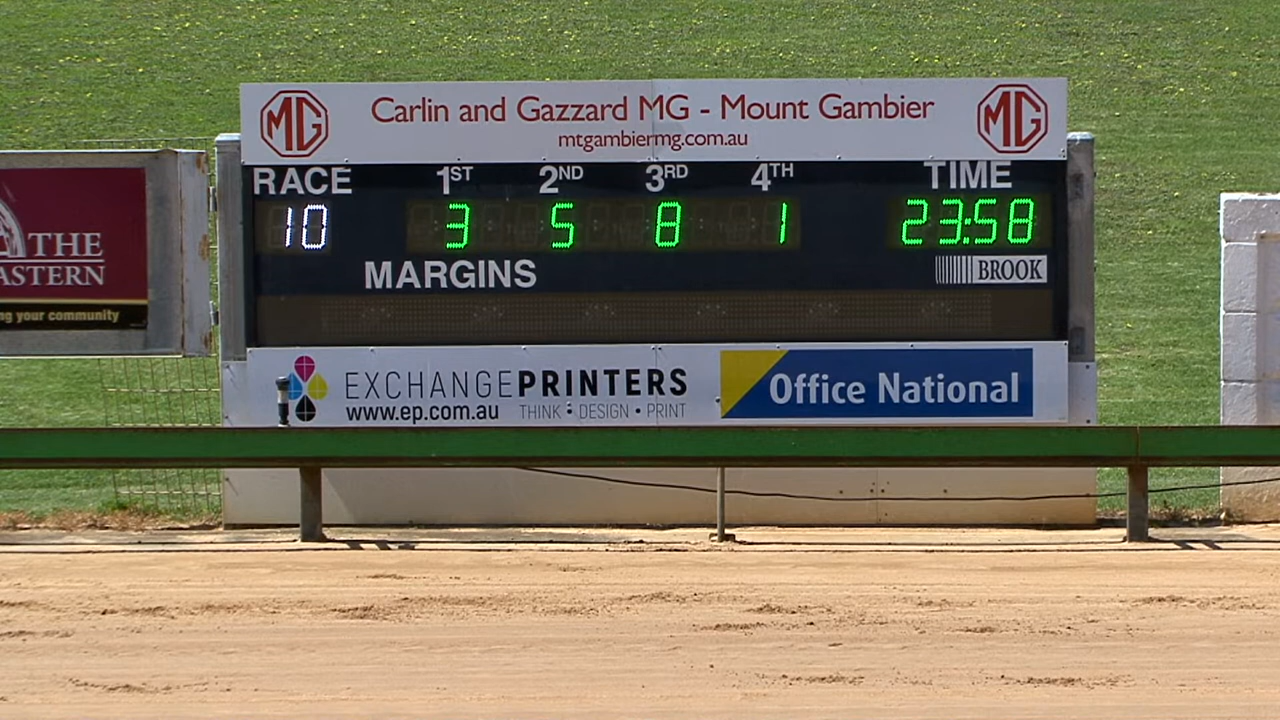 MG
Carlin and Gazzard MG - Mount Gambier
MG
mtgambiermg.com.au
RACE 1ST 2ND 3RD 4TH TIME
10 3 5 8 1 23:58
MARGINS
BROOK
THE
ASTERN
ng your community
EXCHANGEPRINTERS
www.ep.com.au THINK • DESIGN • PRINT
Office National